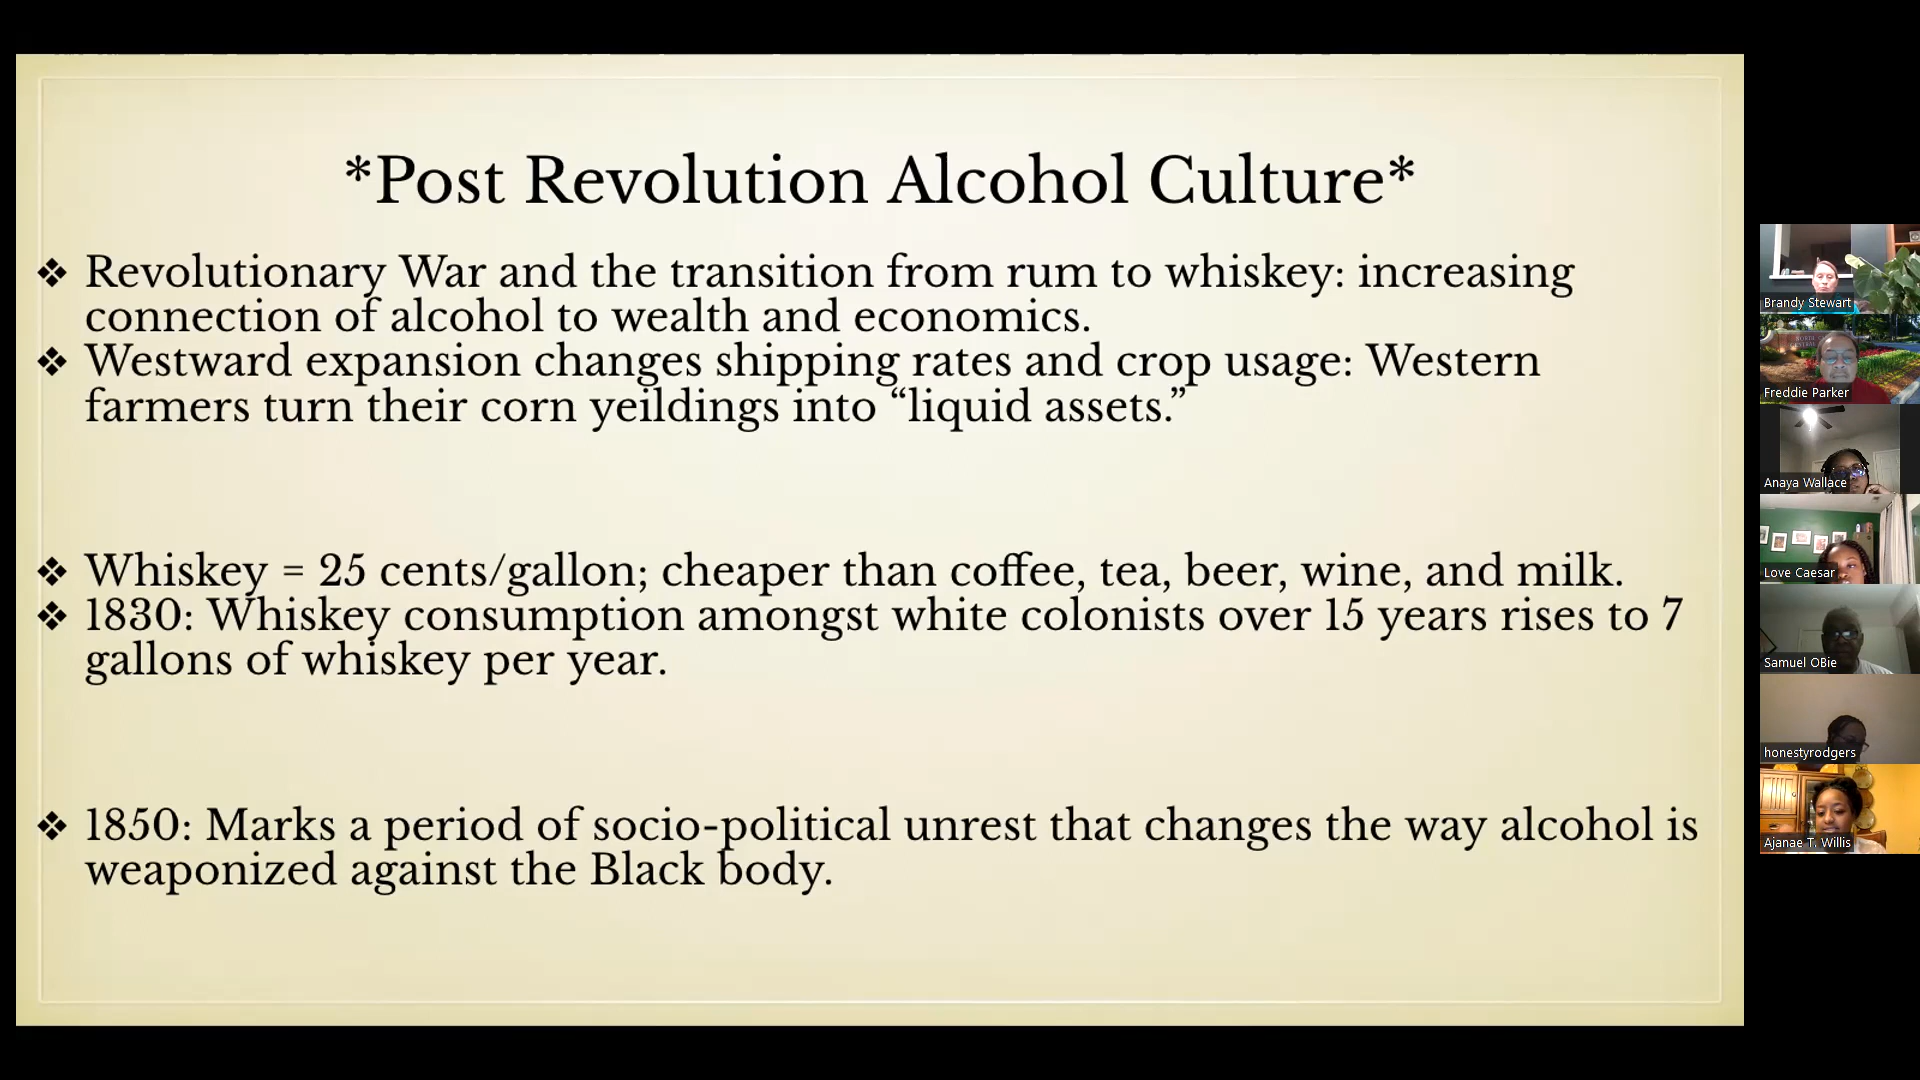 *Post Revolution Alcohol Culture*
❖ Revolutionary War and the transition from rum to whiskey: increasing
connection of alcohol to wealth and economics.
❖ Westward expansion changes shipping rates and crop usage: Western
farmers turn their corn yeildings into “liquid assets.”
❖ Whiskey = 25 cents/gallon; cheaper than coffee, tea, beer, wine, and milk.
❖ 1830: Whiskey consumption amongst white colonists over 15 years rises to 7
gallons of whiskey per year.
❖ 1850: Marks a period of socio-political unrest that changes the way alcohol is
weaponized against the Black body.
Brandy Stewart
Freddie Parker
Anaya Wallace
Love Caesar
Samuel OBie
honestyrodgers
Ajanae T. Willis